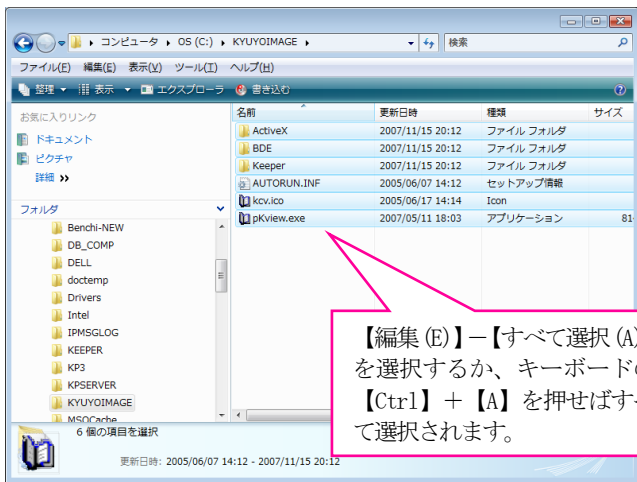 コンピュータ ▸ OS (C:) ▸ KYUYOIMAGE ▸ 検索
ファイル(F) 編集(E) 表示(V) ツール(T) ヘルプ(H)
整理 表示 エクスプローラ 書き込む
お気に入りリンク
ドキュメント
ピクチャ
詳細 >>
フォルダ
Benchi-NEW
DB_COMP
DELL
doctemp
Drivers
Intel
IPMSGLOG
KEEPER
KP3
KPSERVER
KYUYOIMAGE
MSOCache
名前 更新日時 種類 サイズ
ActiveX 2007/11/15 20:12 ファイル フォルダ
BDE 2007/11/15 20:12 ファイル フォルダ
Keeper 2007/11/15 20:12 ファイル フォルダ
AUTORUN.INF 2005/06/07 14:12 セットアップ情報
kcv.ico 2005/06/17 14:14 Icon
pKview.exe 2007/05/11 18:03 アプリケーション 81
【編集(E)】－【すべて選択(A)
を選択するか、キーボードの
【Ctrl】＋【A】を押せばすべ
て選択されます。
6 個の項目を選択
更新日時: 2005/06/07 14:12 - 2007/11/15 20:12